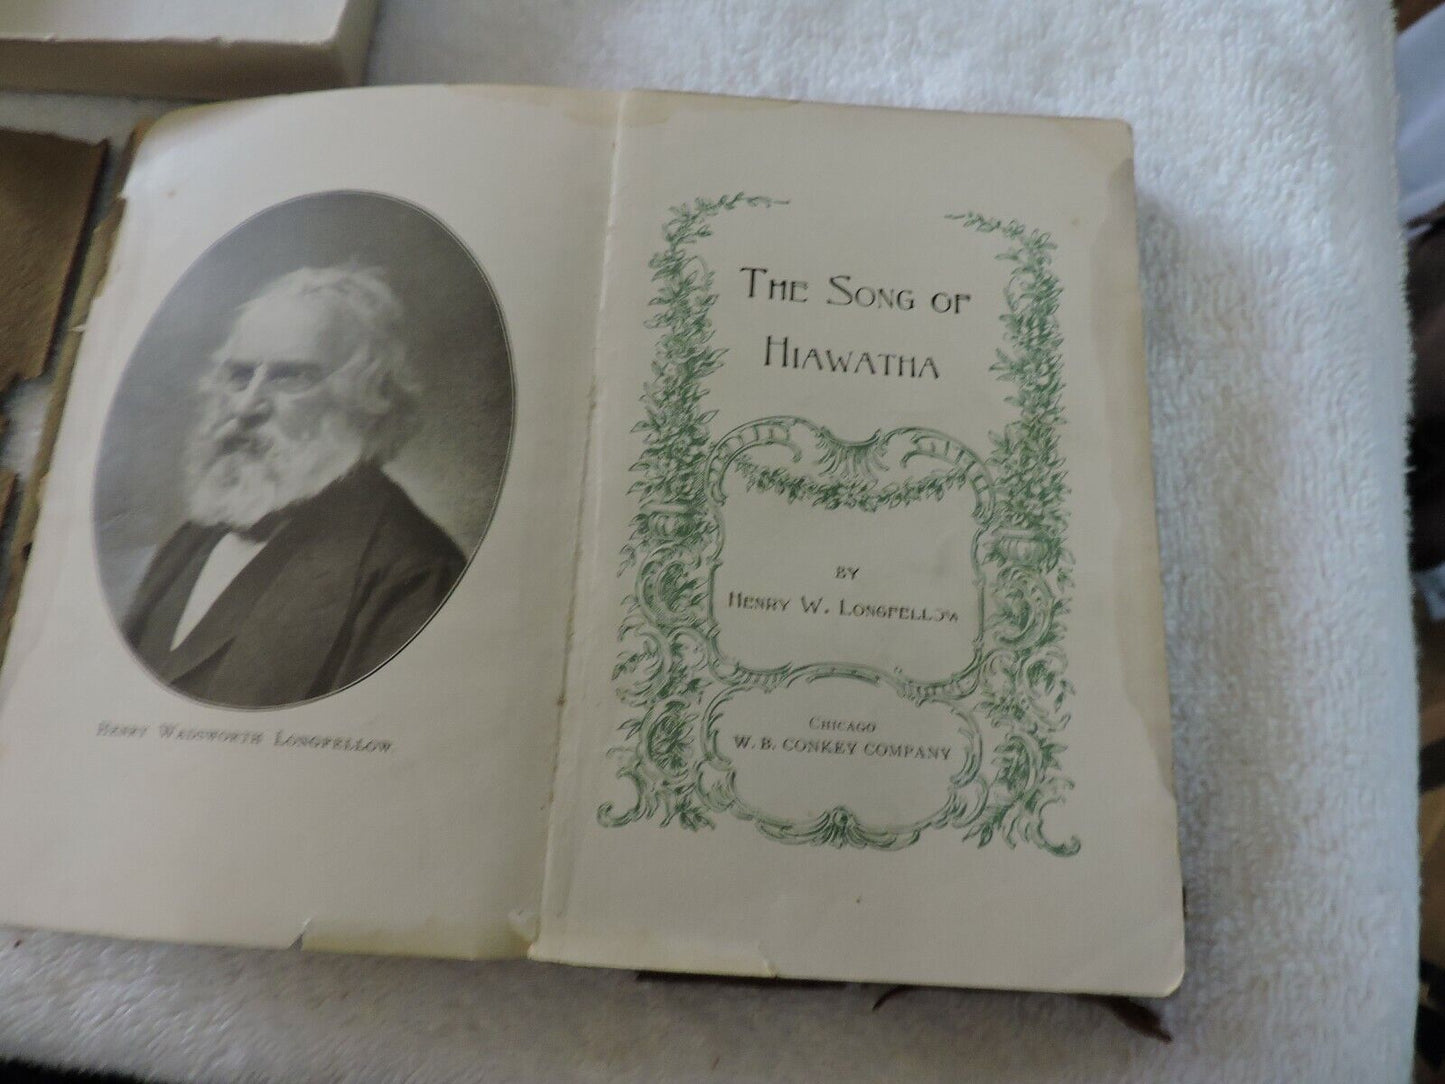 Henry Wadsworth Longfellow.
The Song of
Hiawatha
BY
Henry W. Longfellow
Chicago
W. B. CONKEY COMPANY